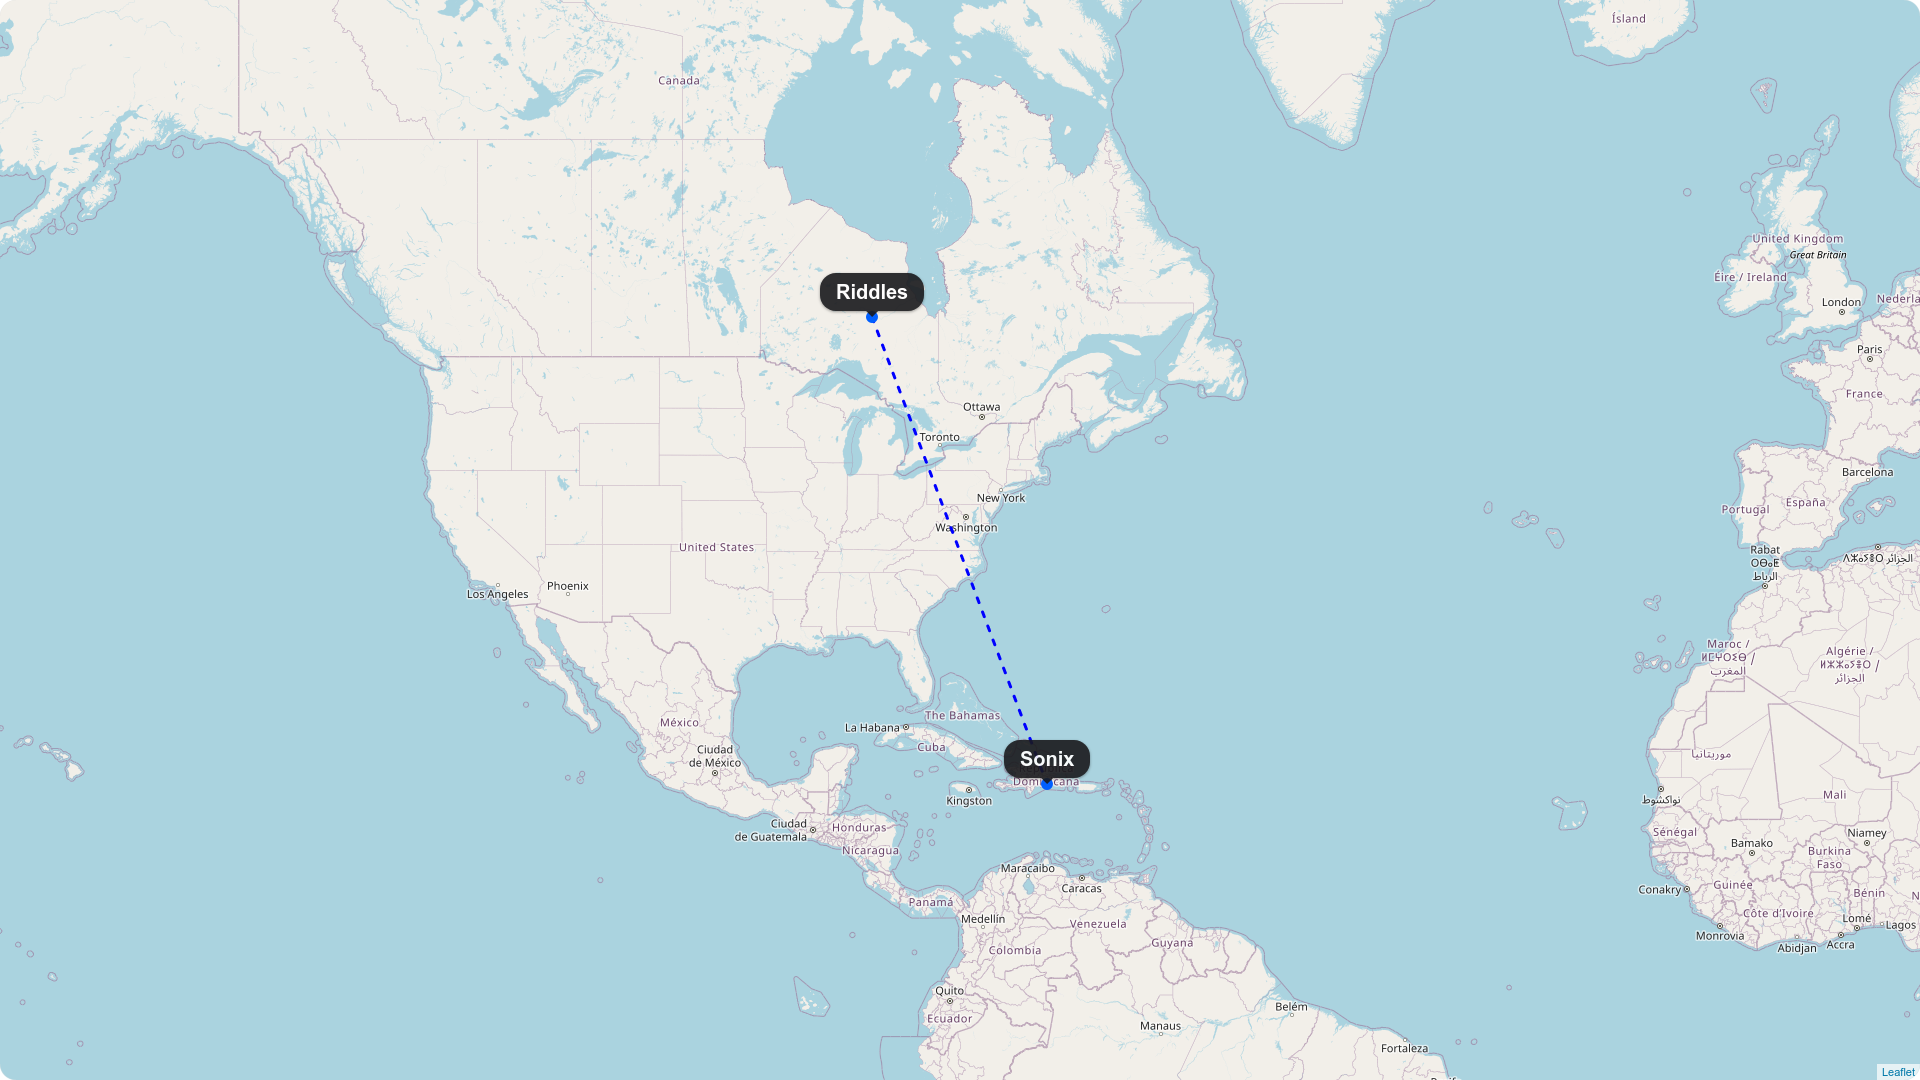 Ísland
Canada
United Kingdom
Great Britain
Éire / Ireland
Riddles
London
Nederla
Paris
France
Ottawa
Toronto
Barcelona
New York
España
Portugal
Washington
United States
Rabat
ⵔⴱⴰⵟ
الرباط
الجزائر
Phoenix
Los Angeles
Maroc /
ⵍⵎⵖⵔⵉⴱ /
المغرب
Algérie /
الجزائر
The Bahamas
México
La Habana
Cuba
Ciudad
de México
موريتانيا
Sonix
Kingston
Mali
نواكشوط
Ciudad
de Guatemala
Honduras
Sénégal
Niamey
Bamako
Nicaragua
Burkina
Faso
Maracaibo
Caracas
Guinée
Conakry
Bénin
Panamá
Côte d'Ivoire
Medellín
Lomé
Venezuela
Lagos
Monrovia
Guyana
Accra
Abidjan
Colombia
Quito
Belém
Ecuador
Manaus
Fortaleza
Leaflet